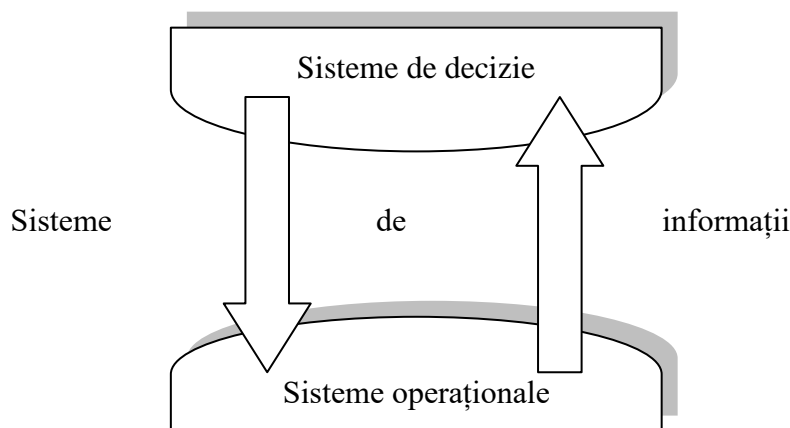 Sisteme de decizie
Sisteme de informații
Sisteme operaționale